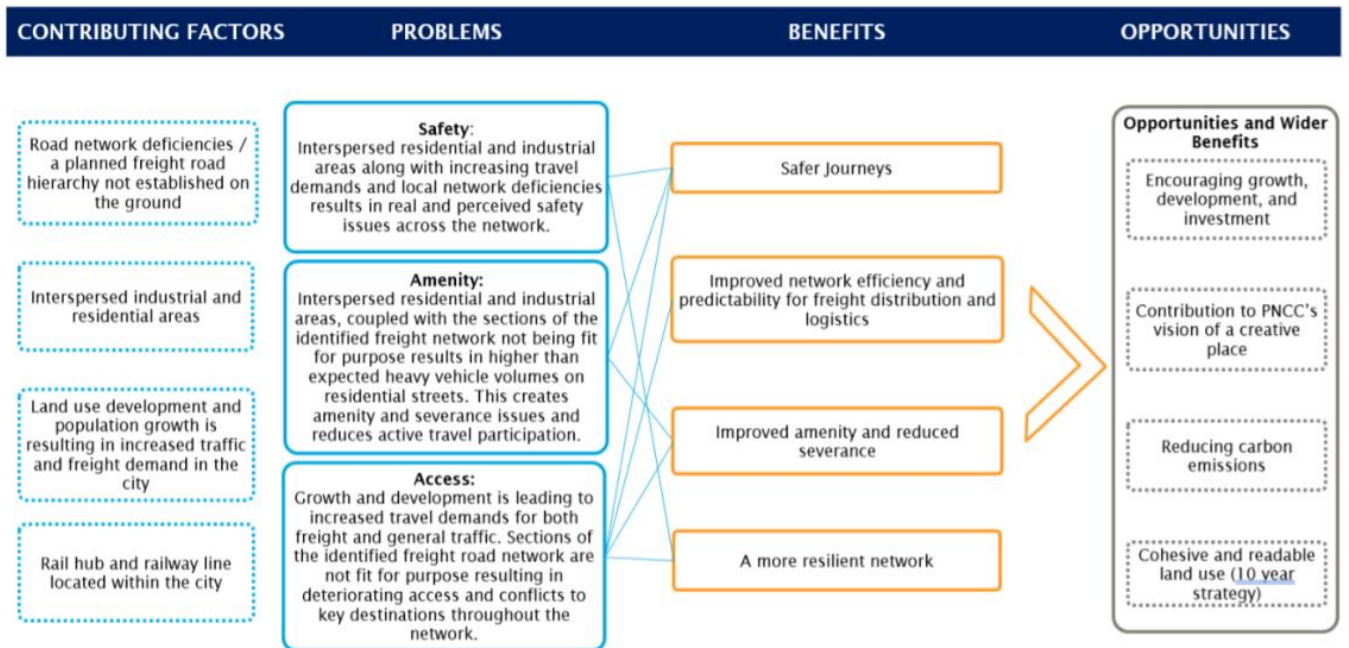 CONTRIBUTING FACTORS
PROBLEMS
BENEFITS
OPPORTUNITIES
Road network deficiencies /
a planned freight road
hierarchy not established on
the ground
Interspersed industrial and
residential areas
Land use development and
population growth is
resulting in increased traffic
and freight demand in the
city
Rail hub and railway line
located within the city
Safety:
Interspersed residential and industrial
areas along with increasing travel
demands and local network deficiencies
results in real and perceived safety
issues across the network.
Amenity:
Interspersed residential and industrial
areas, coupled with the sections of the
identified freight network not being fit
for purpose results in higher than
expected heavy vehicle volumes on
residential streets. This creates
amenity and severance issues and
reduces active travel participation.
Access:
Growth and development is leading to
increased travel demands for both
freight and general traffic. Sections of
the identified freight road network are
not fit for purpose resulting in
deteriorating access and conflicts to
key destinations throughout the
network.
Safer Journeys
Improved network efficiency and
predictability for freight distribution and
logistics
Improved amenity and reduced
severance
A more resilient network
Opportunities and Wider
Benefits
Encouraging growth,
development, and
investment
Contribution to PNCC's
vision of a creative
place
Reducing carbon
emissions
Cohesive and readable
land use (10 year
strategy)